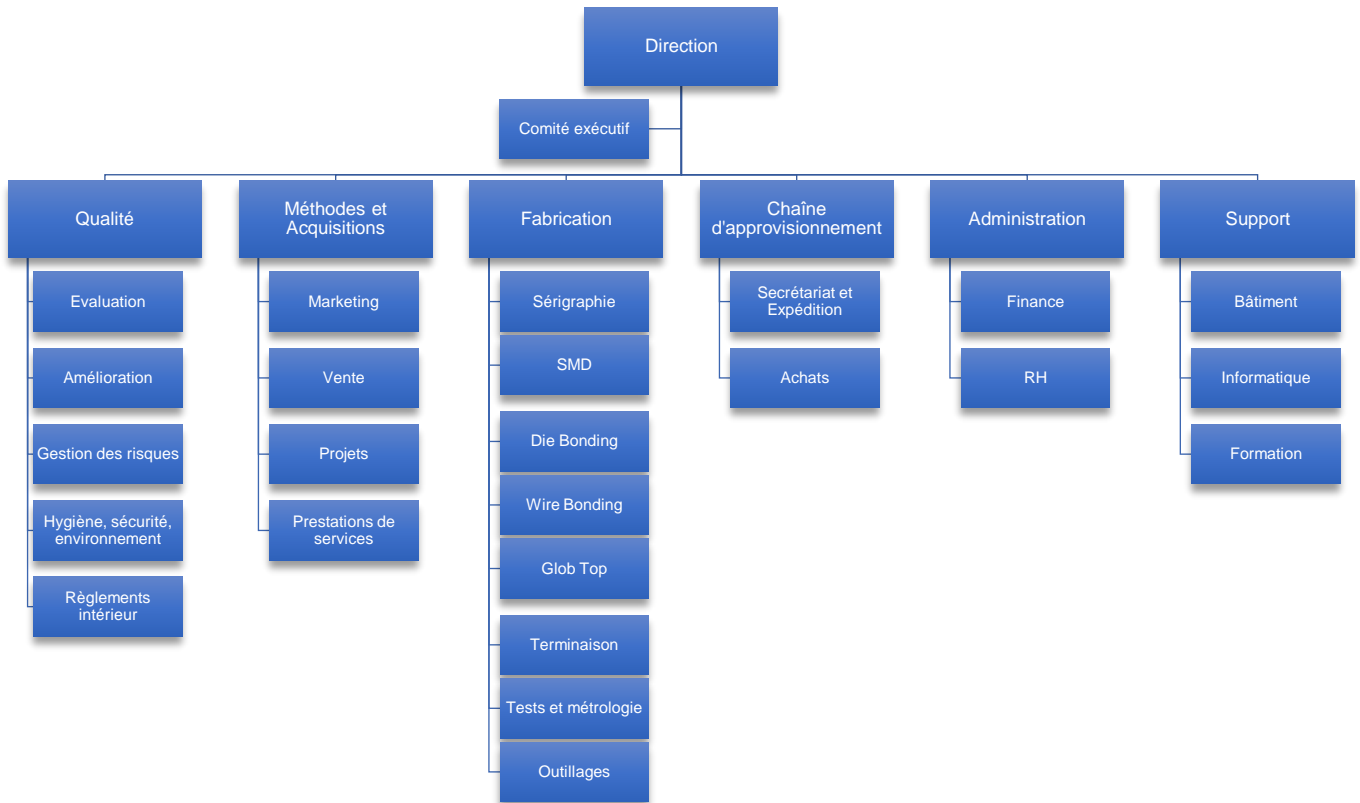 Direction
Comité exécutif
Qualité
Evaluation
Amélioration
Gestion des risques
Hygiène, sécurité,
environnement
Règlements
intérieur
Méthodes et
Acquisitions
Marketing
Vente
Projets
Prestations de
services
Fabrication
Sérigraphie
SMD
Die Bonding
Wire Bonding
Glob Top
Terminaison
Tests et métrologie
Outillages
Chaîne
d'approvisionnement
Secrétariat et
Expédition
Achats
Administration
Finance
RH
Support
Bâtiment
Informatique
Formation